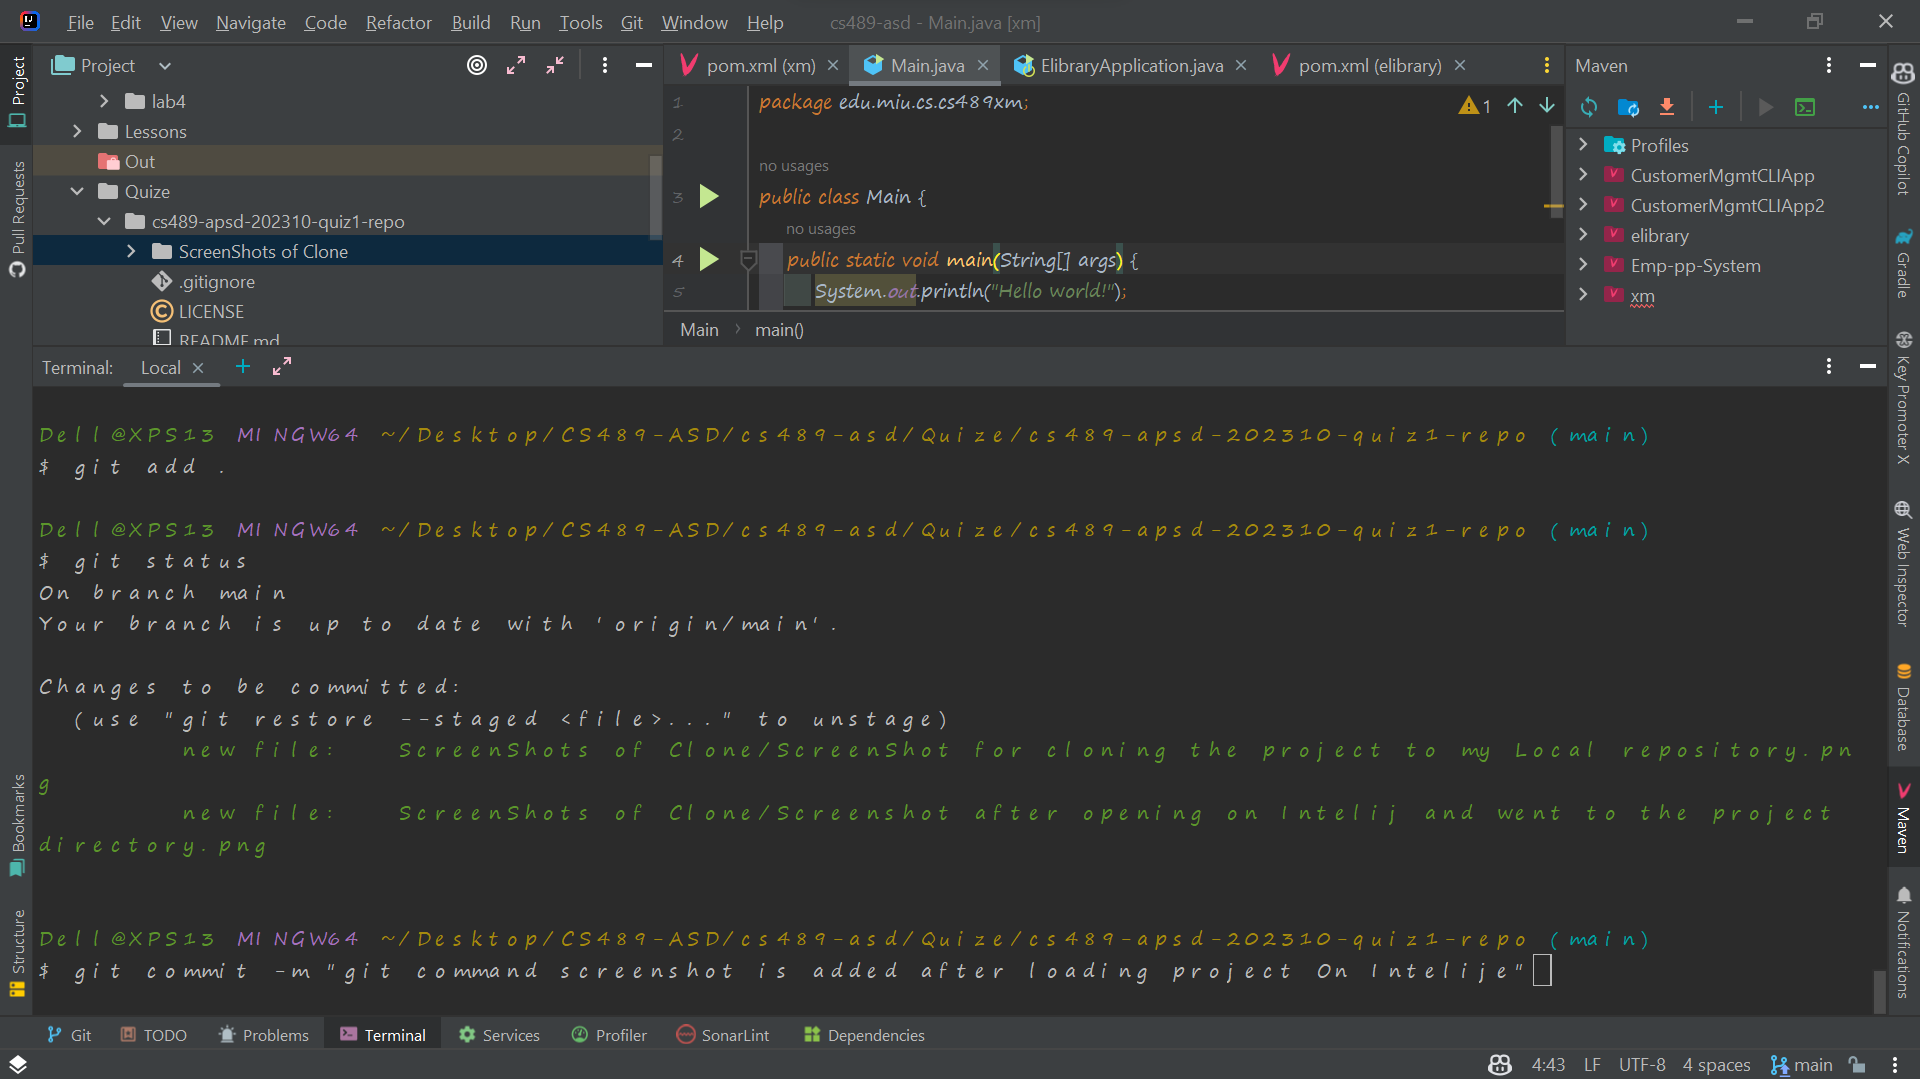 File Edit View Navigate Code Refactor Build Run Tools Git Window Help cs489-asd - Main.java [xm]
Project
lab4
Lessons
Out
Quize
cs489-apsd-202310-quiz1-repo
ScreenShots of Clone
.gitignore
LICENSE
README.md
pom.xml (xm) Main.java ElibraryApplication.java pom.xml (elibrary)
1 package edu.miu.cs.cs489xm;
1
2
no usages
3 public class Main {
no usages
4 public static void main(String[] args) {
5 System.out.println("Hello world!");
Main main()
Maven
Profiles
CustomerMgmtCLIApp
CustomerMgmtCLIApp2
elibrary
Emp-pp-System
xm
Project
Pull Requests
Bookmarks
Structure
GitHub Copilot
Gradle
Key Promoter X
Web Inspector
Database
Maven
Notifications
Terminal: Local
Dell@XPS13 MINGW64 ~/Desktop/CS489-ASD/cs489-asd/Quize/cs489-apsd-202310-quiz1-repo (main)
$ git add .
Dell@XPS13 MINGW64 ~/Desktop/CS489-ASD/cs489-asd/Quize/cs489-apsd-202310-quiz1-repo (main)
$ git status
On branch main
Your branch is up to date with 'origin/main'.
Changes to be committed:
(use "git restore --staged <file>..." to unstage)
new file: ScreenShots of Clone/ScreenShot for cloning the project to my Local repository.pn
g
new file: ScreenShots of Clone/Screenshot after opening on Intelij and went to the project
directory.png
Dell@XPS13 MINGW64 ~/Desktop/CS489-ASD/cs489-asd/Quize/cs489-apsd-202310-quiz1-repo (main)
$ git commit -m "git command screenshot is added after loading project On Intelije"
Git TODO Problems Terminal Services Profiler SonarLint Dependencies
4:43 LF UTF-8 4 spaces main